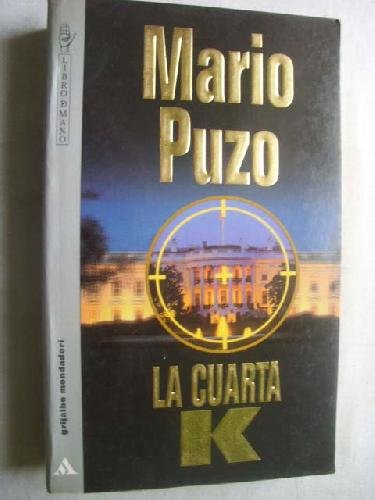 Mario
Puzo
LA CUARTA
K
LIBRO DE MANO
grijalbo mondadori